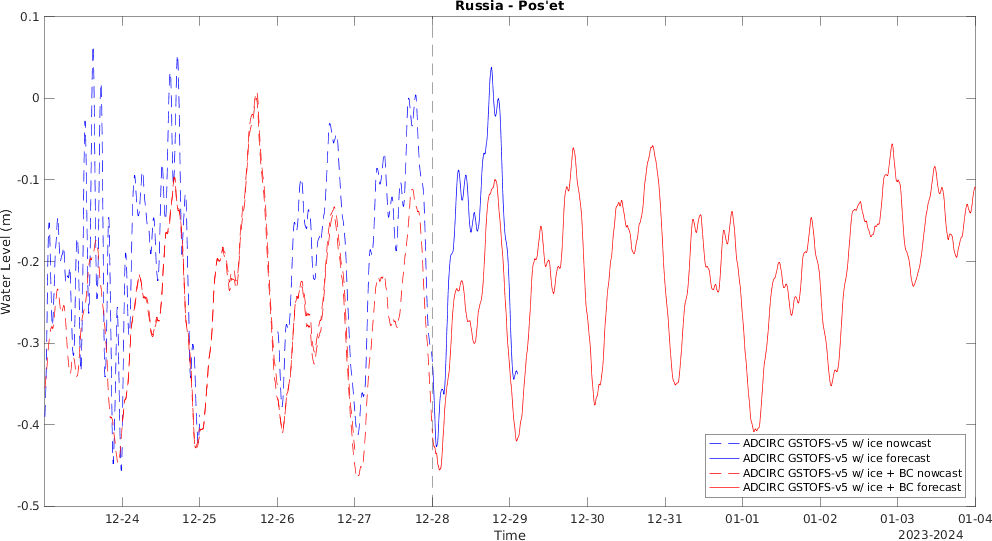 Russia - Pos'et
0.1
0
-0.1
-0.2
-0.3
-0.4
-0.5
Water Level (m)
ADCIRC GSTOFS-v5 w/ ice nowcast
ADCIRC GSTOFS-v5 w/ ice forecast
ADCIRC GSTOFS-v5 w/ ice + BC nowcast
ADCIRC GSTOFS-v5 w/ ice + BC forecast
12-24 12-25 12-26 12-27 12-28 12-29 12-30 12-31 01-01 01-02 01-03 01-04
Time
2023-2024